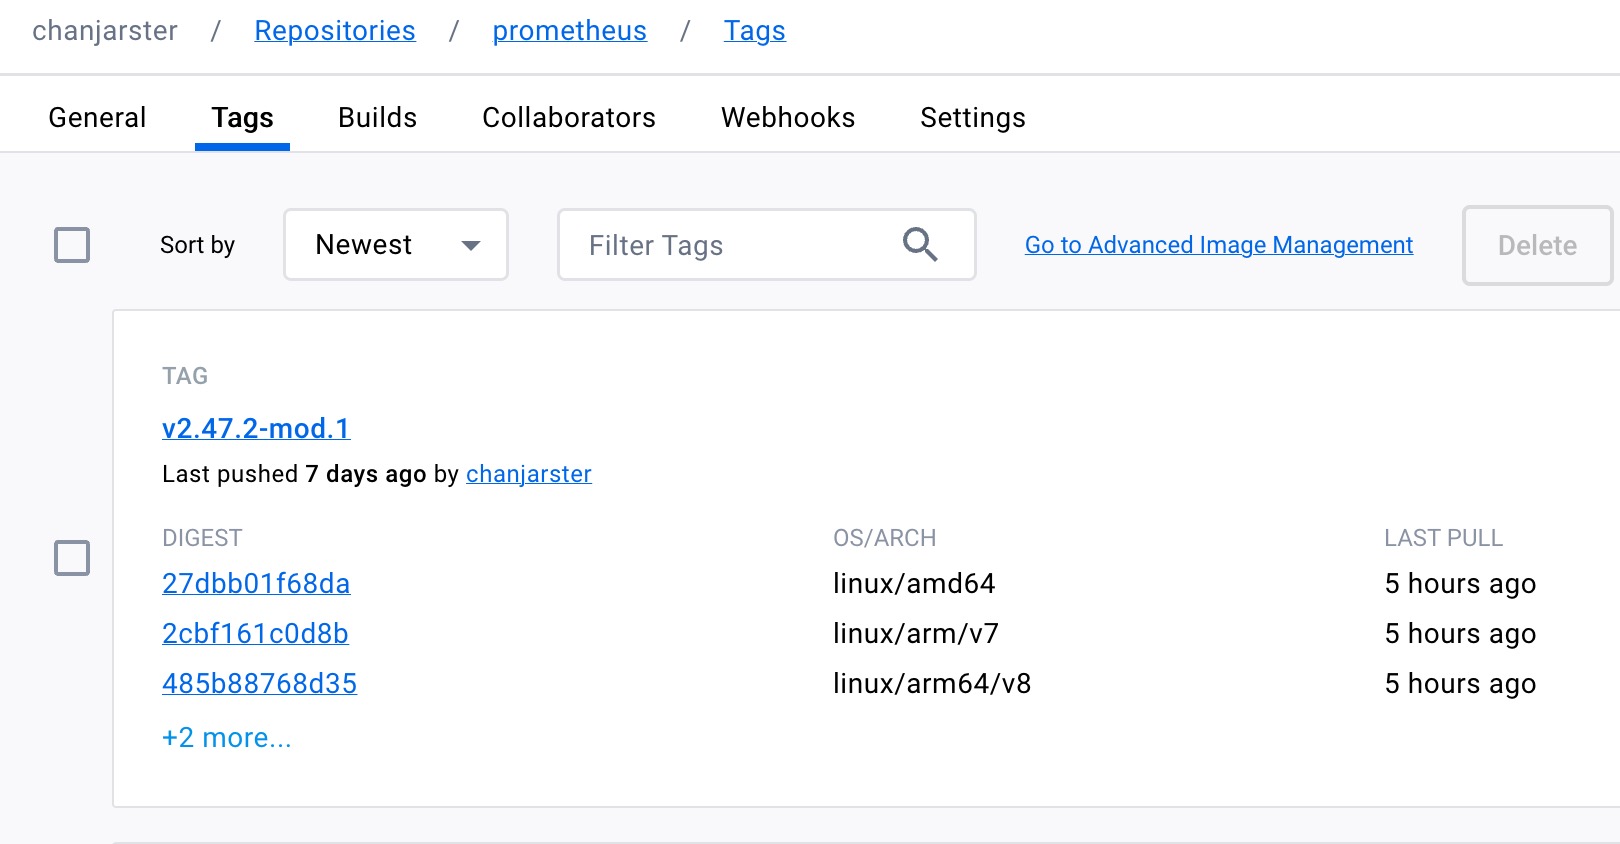 chanjarster / Repositories / prometheus / Tags
General Tags Builds Collaborators Webhooks Settings
Sort by Newest Filter Tags Go to Advanced Image Management Delete
TAG
v2.47.2-mod.1
Last pushed 7 days ago by chanjarster
DIGEST OS/ARCH LAST PULL
27dbb01f68da linux/amd64 5 hours ago
2cbf161c0d8b linux/arm/v7 5 hours ago
485b88768d35 linux/arm64/v8 5 hours ago
+2 more...